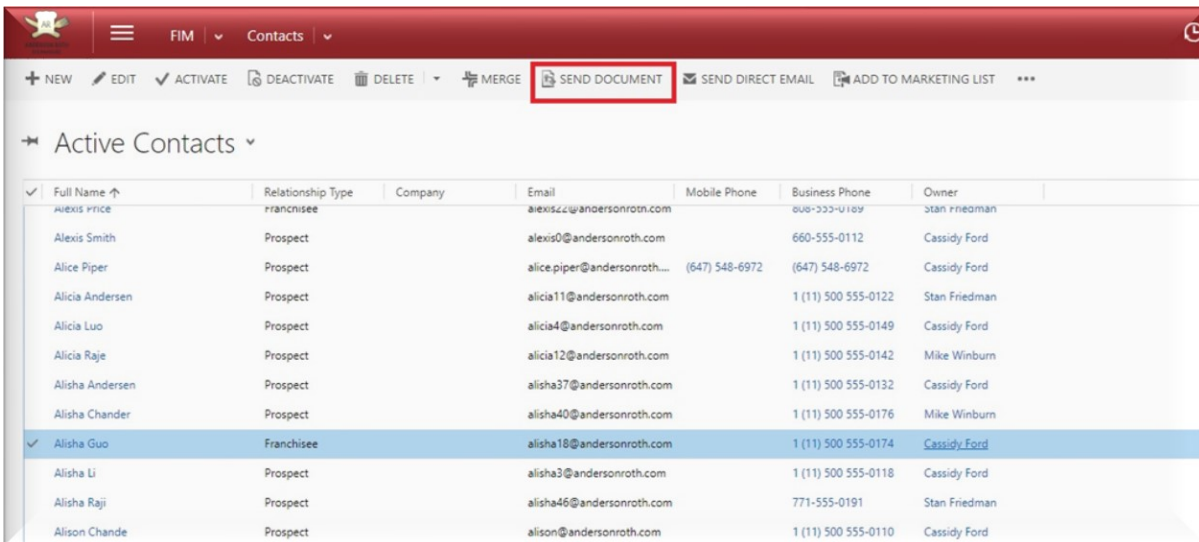 AR
FIM Contacts
NEW EDIT ACTIVATE DEACTIVATE DELETE MERGE SEND DOCUMENT SEND DIRECT EMAIL ADD TO MARKETING LIST •••
Active Contacts
Full Name Relationship Type Company Email Mobile Phone Business Phone Owner
Alexis Price Franchisee alexis22@andersonroth.com 808-555-0189 Stan Friedman
Alexis Smith Prospect alexis0@andersonroth.com 660-555-0112 Cassidy Ford
Alice Piper Prospect alice.piper@andersonroth.... (647) 548-6972 (647) 548-6972 Cassidy Ford
Alicia Andersen Prospect alicia11@andersonroth.com 1 (11) 500 555-0122 Stan Friedman
Alicia Luo Prospect alicia4@andersonroth.com 1 (11) 500 555-0149 Cassidy Ford
Alicia Raje Prospect alicia12@andersonroth.com 1 (11) 500 555-0142 Mike Winburn
Alisha Andersen Prospect alisha37@andersonroth.com 1 (11) 500 555-0132 Cassidy Ford
Alisha Chander Prospect alisha40@andersonroth.com 1 (11) 500 555-0176 Mike Winburn
Alisha Guo Franchisee alisha18@andersonroth.com 1 (11) 500 555-0174 Cassidy Ford
Alisha Li Prospect alisha3@andersonroth.com 1 (11) 500 555-0118 Cassidy Ford
Alisha Raji Prospect alisha46@andersonroth.com 771-555-0191 Stan Friedman
Alison Chande Prospect alison@andersonroth.com 1 (11) 500 555-0110 Cassidy Ford